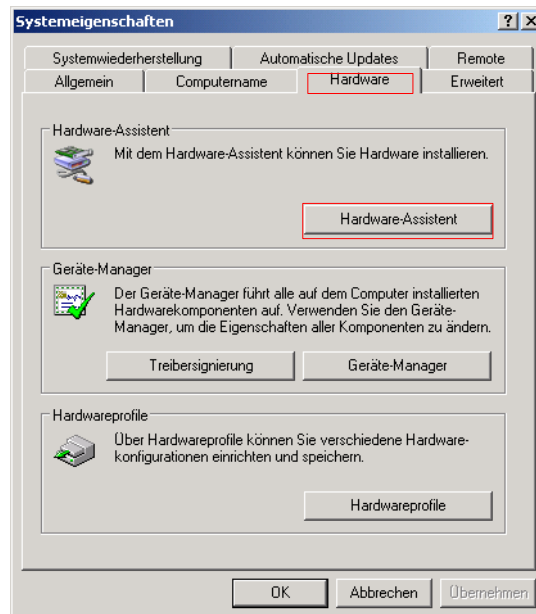 Systemeigenschaften
Systemwiederherstellung Automatische Updates Remote
Allgemein Computername Hardware Erweitert
Hardware-Assistent
Mit dem Hardware-Assistent können Sie Hardware installieren.
Hardware-Assistent
Geräte-Manager
Der Geräte-Manager führt alle auf dem Computer installierten
Hardwarekomponenten auf. Verwenden Sie den Geräte-
Manager, um die Eigenschaften aller Komponenten zu ändern.
Treibersignierung Geräte-Manager
Hardwareprofile
Über Hardwareprofile können Sie verschiedene Hardware-
konfigurationen einrichten und speichern.
Hardwareprofile
OK Abbrechen Übernehmen